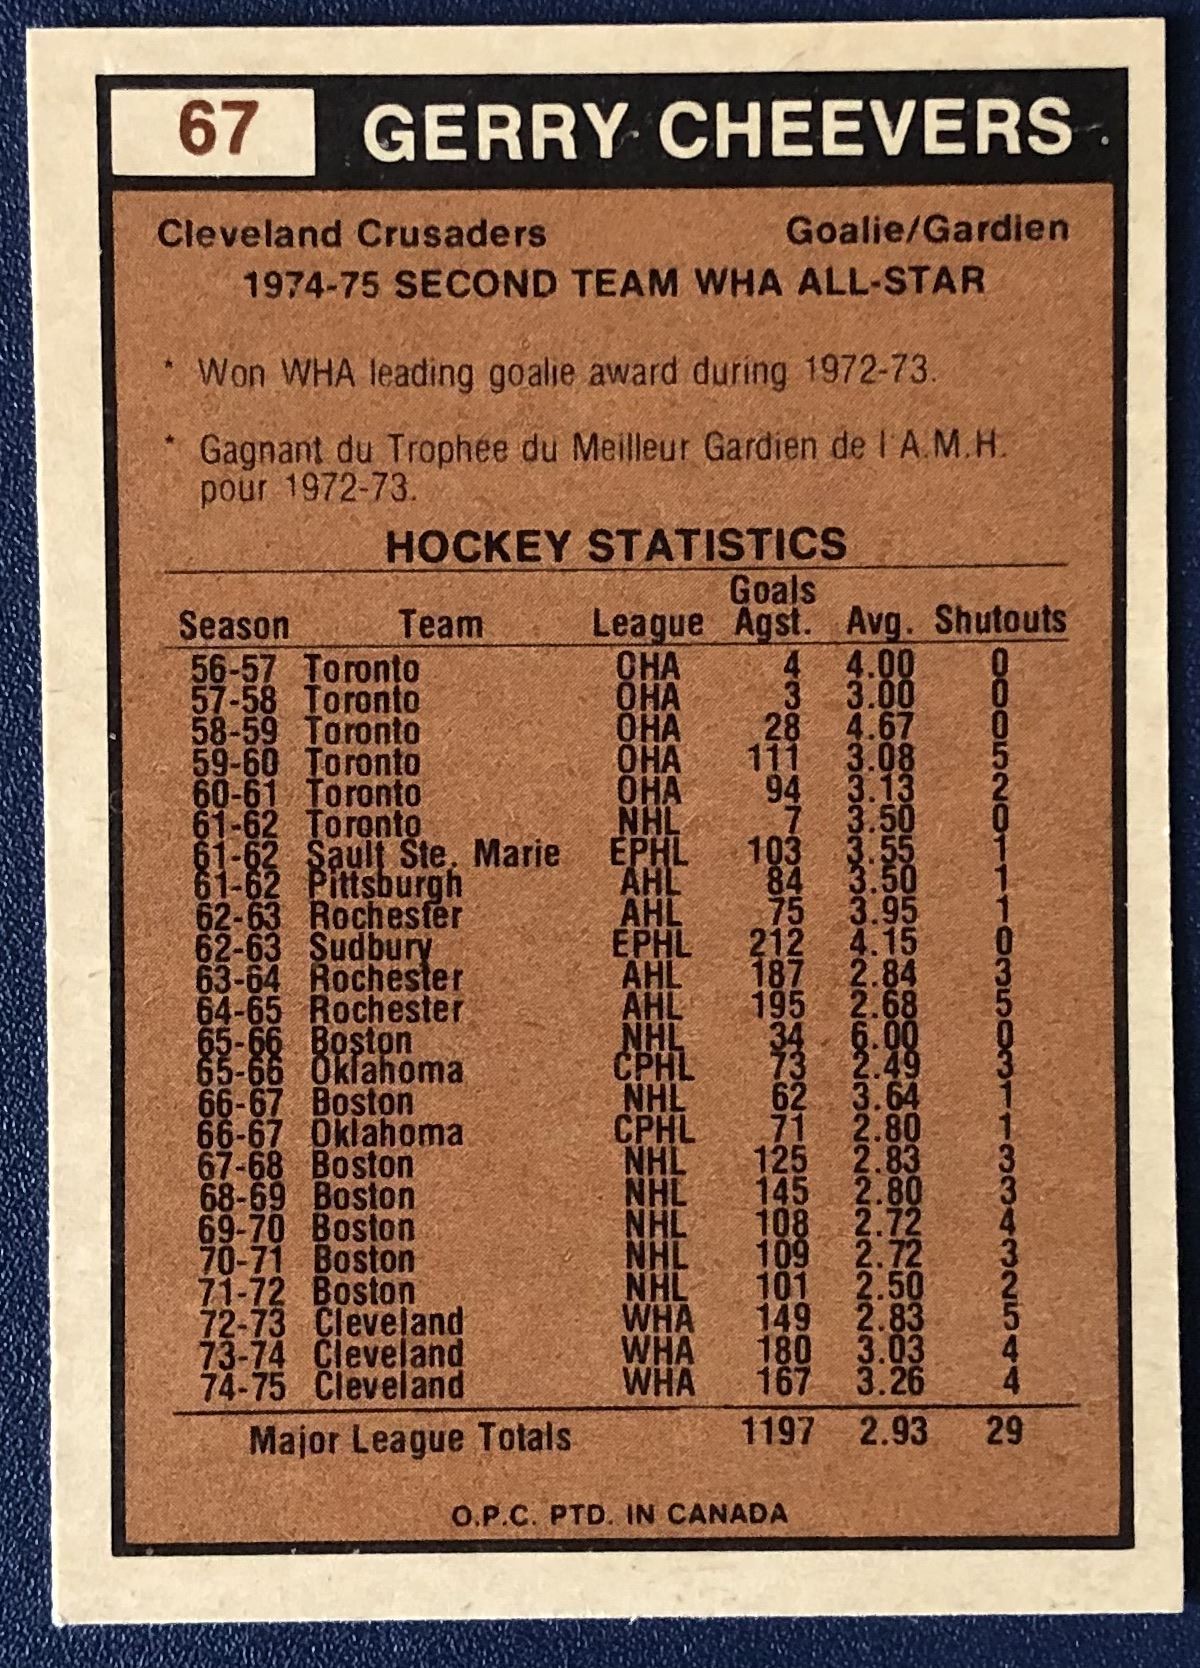 67 GERRY CHEEVERS
Cleveland Crusaders Goalie/Gardien
1974-75 SECOND TEAM WHA ALL-STAR
* Won WHA leading goalie award during 1972-73.
* Gagnant du Trophée du Meilleur Gardien de l'A.M.H.
pour 1972-73.
HOCKEY STATISTICS
Season Team League Goals Agst. Avg. Shutouts
56-57 Toronto OHA 4 4.00 0
57-58 Toronto OHA 3 3.00 0
58-59 Toronto OHA 28 4.67 0
59-60 Toronto OHA 111 3.08 5
60-61 Toronto OHA 94 3.13 2
61-62 Toronto NHL 7 3.50 0
61-62 Sault Ste. Marie EPHL 103 3.55 1
61-62 Pittsburgh AHL 84 3.50 1
62-63 Rochester AHL 75 3.95 1
62-63 Sudbury EPHL 212 4.15 0
63-64 Rochester AHL 187 2.84 3
64-65 Rochester AHL 195 2.68 5
65-66 Boston NHL 34 6.00 0
65-66 Oklahoma CPHL 73 2.49 3
66-67 Boston NHL 62 3.64 1
66-67 Oklahoma CPHL 71 2.80 1
67-68 Boston NHL 125 2.83 3
68-69 Boston NHL 145 2.80 3
69-70 Boston NHL 108 2.72 4
70-71 Boston NHL 109 2.72 3
71-72 Boston NHL 101 2.50 2
72-73 Cleveland WHA 149 2.83 5
73-74 Cleveland WHA 180 3.03 4
74-75 Cleveland WHA 167 3.26 4
Major League Totals 1197 2.93 29
O.P.C. PTD. IN CANADA